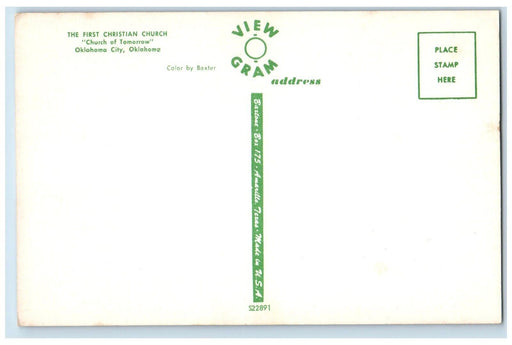 THE FIRST CHRISTIAN CHURCH
"Church of Tomorrow"
Oklahoma City, Oklahoma
Color by Baxter
VIEW
GRAM
address
PLACE
STAMP
HERE
Box 175 - Amarillo, Texas - Made in U.S.A.
S22891